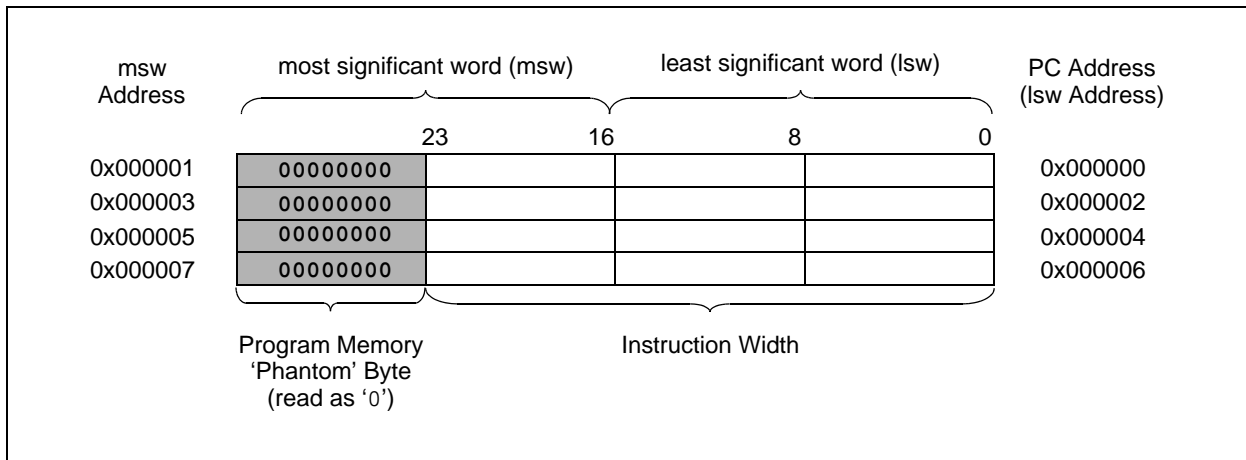 msw
Address
most significant word (msw)
least significant word (lsw)
PC Address
(lsw Address)
23 16 8 0
0x000001 00000000 0x000000
0x000003 00000000 0x000002
0x000005 00000000 0x000004
0x000007 00000000 0x000006
Program Memory
‘Phantom’ Byte
(read as ‘0’)
Instruction Width